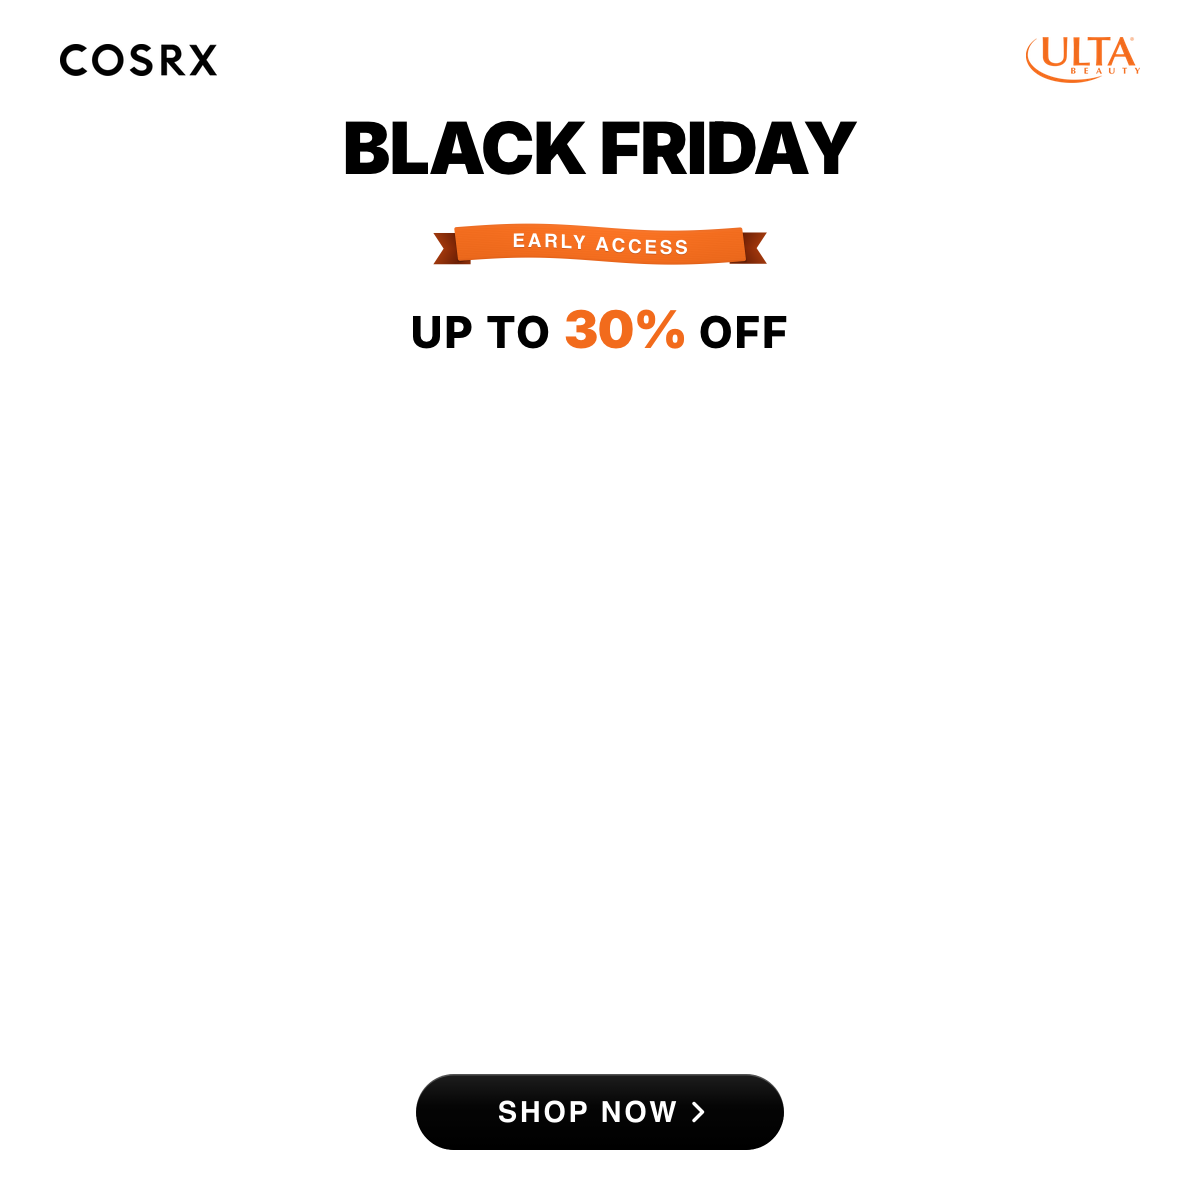 COSRX
ULTA
BEAUTY
BLACK FRIDAY
EARLY ACCESS
UP TO 30% OFF
SHOP NOW